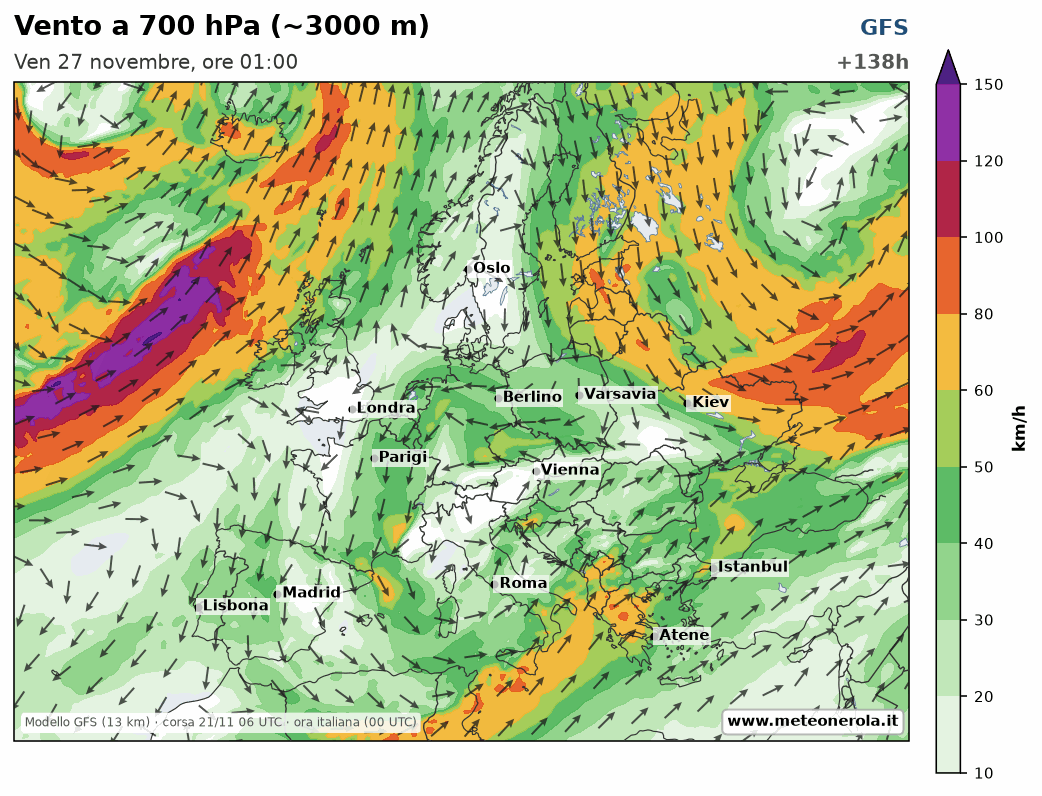 Vento a 700 hPa (~3000 m)
GFS
Ven 27 novembre, ore 01:00
+138h
150
120
100
80
60
50
40
30
20
10
km/h
Oslo
Londra
Berlino
Varsavia
Kiev
Parigi
Vienna
Istanbul
Roma
Madrid
Lisbona
Atene
Modello GFS (13 km) · corsa 21/11 06 UTC · ora italiana (00 UTC)
www.meteonerola.it